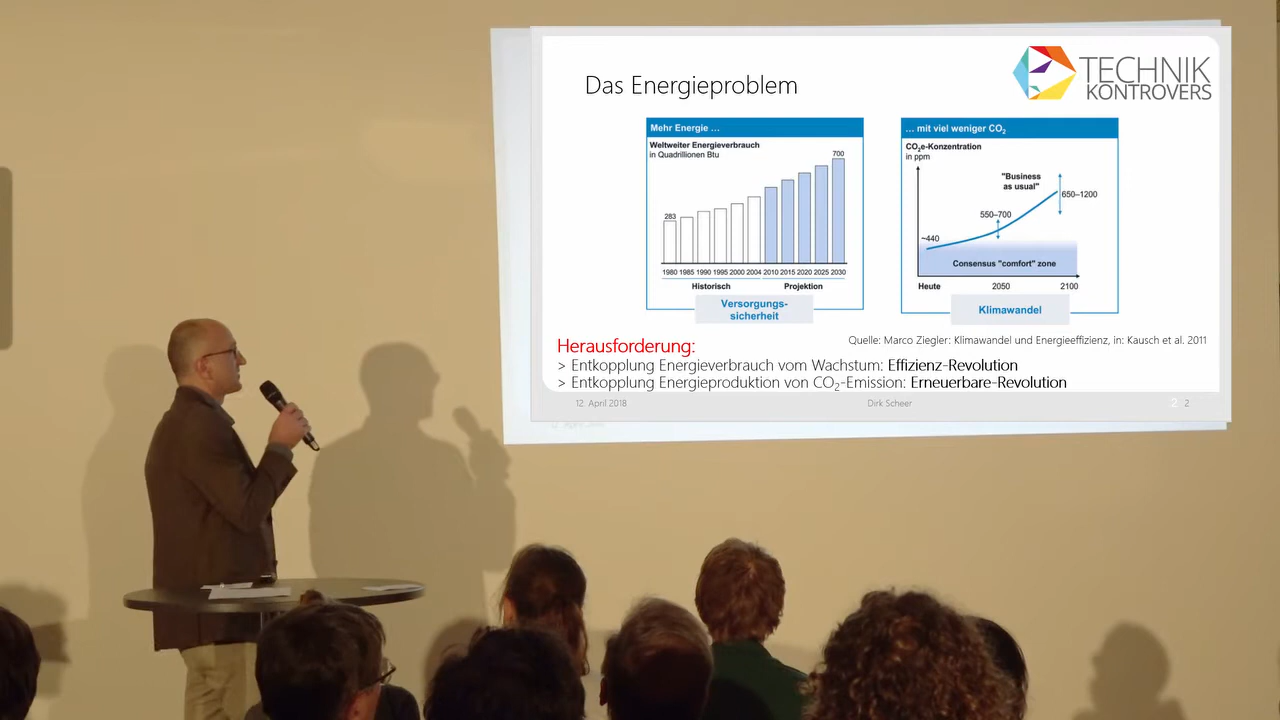 TECHNIK
KONTROVERS
Das Energieproblem
Mehr Energie ...
Weltweiter Energieverbrauch
in Quadrillionen Btu
700
283
1980 1985 1990 1995 2000 2004 2010 2015 2020 2025 2030
Historisch Projektion
Versorgungs-
sicherheit
... mit viel weniger CO₂
CO₂e-Konzentration
in ppm
"Business
as usual"
650–1200
550–700
~440
Consensus "comfort" zone
Heute 2050 2100
Klimawandel
Quelle: Marco Ziegler: Klimawandel und Energieeffizienz, in: Kausch et al. 2011
Herausforderung:
> Entkopplung Energieverbrauch vom Wachstum: Effizienz-Revolution
> Entkopplung Energieproduktion von CO₂-Emission: Erneuerbare-Revolution
12. April 2018 Dirk Scheer 2 2